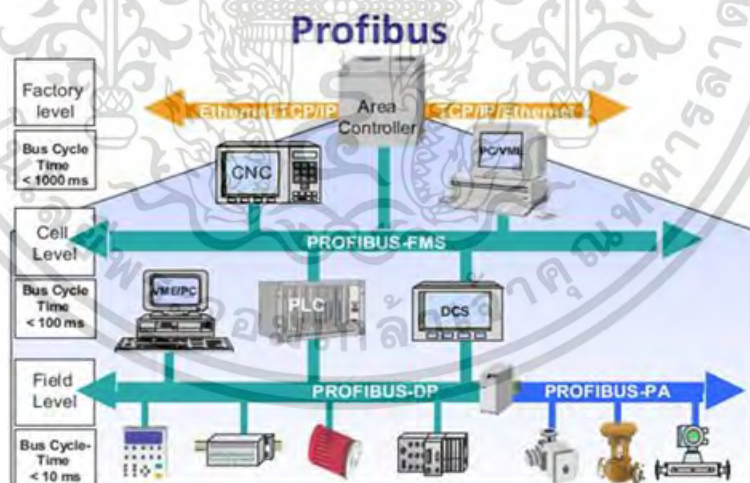 Profibus
Factory
level
Ethernet/TCP/IP
Area
Controller
TCP/IP/Ethernet
Bus Cycle
Time
< 1000 ms
CNC
PC/VME
Cell
Level
PROFIBUS-FMS
Bus Cycle
Time
< 100 ms
VME/PC
PLC
DCS
Field
Level
PROFIBUS-DP
PROFIBUS-PA
Bus Cycle-
Time
< 10 ms